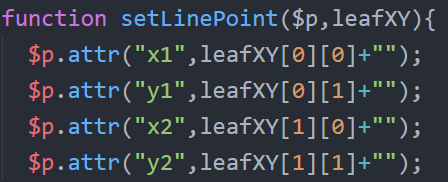 function setLinePoint($p,leafXY){
$p.attr("x1",leafXY[0][0]+"");
$p.attr("y1",leafXY[0][1]+"");
$p.attr("x2",leafXY[1][0]+"");
$p.attr("y2",leafXY[1][1]+"");